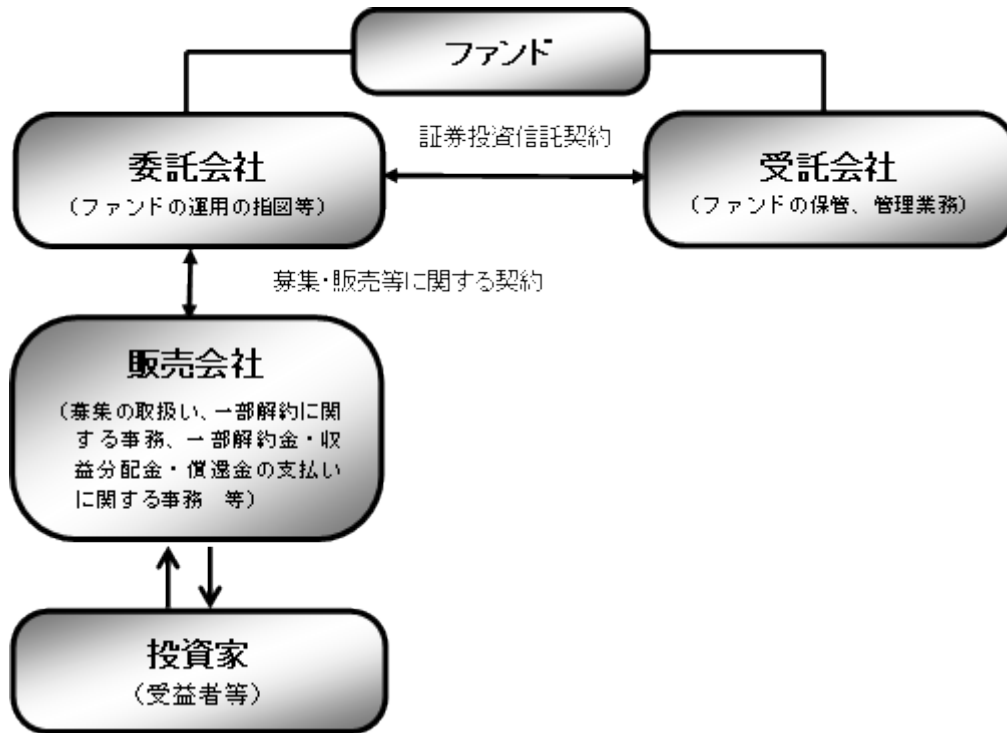 ファンド
証券投資信託契約
委託会社
（ファンドの運用の指図等）
受託会社
（ファンドの保管、管理業務）
募集・販売等に関する契約
販売会社
（募集の取扱い、一部解約に関
する事務、一部解約金・収
益分配金・償還金の支払い
に関する事務　等）
投資家
（受益者等）